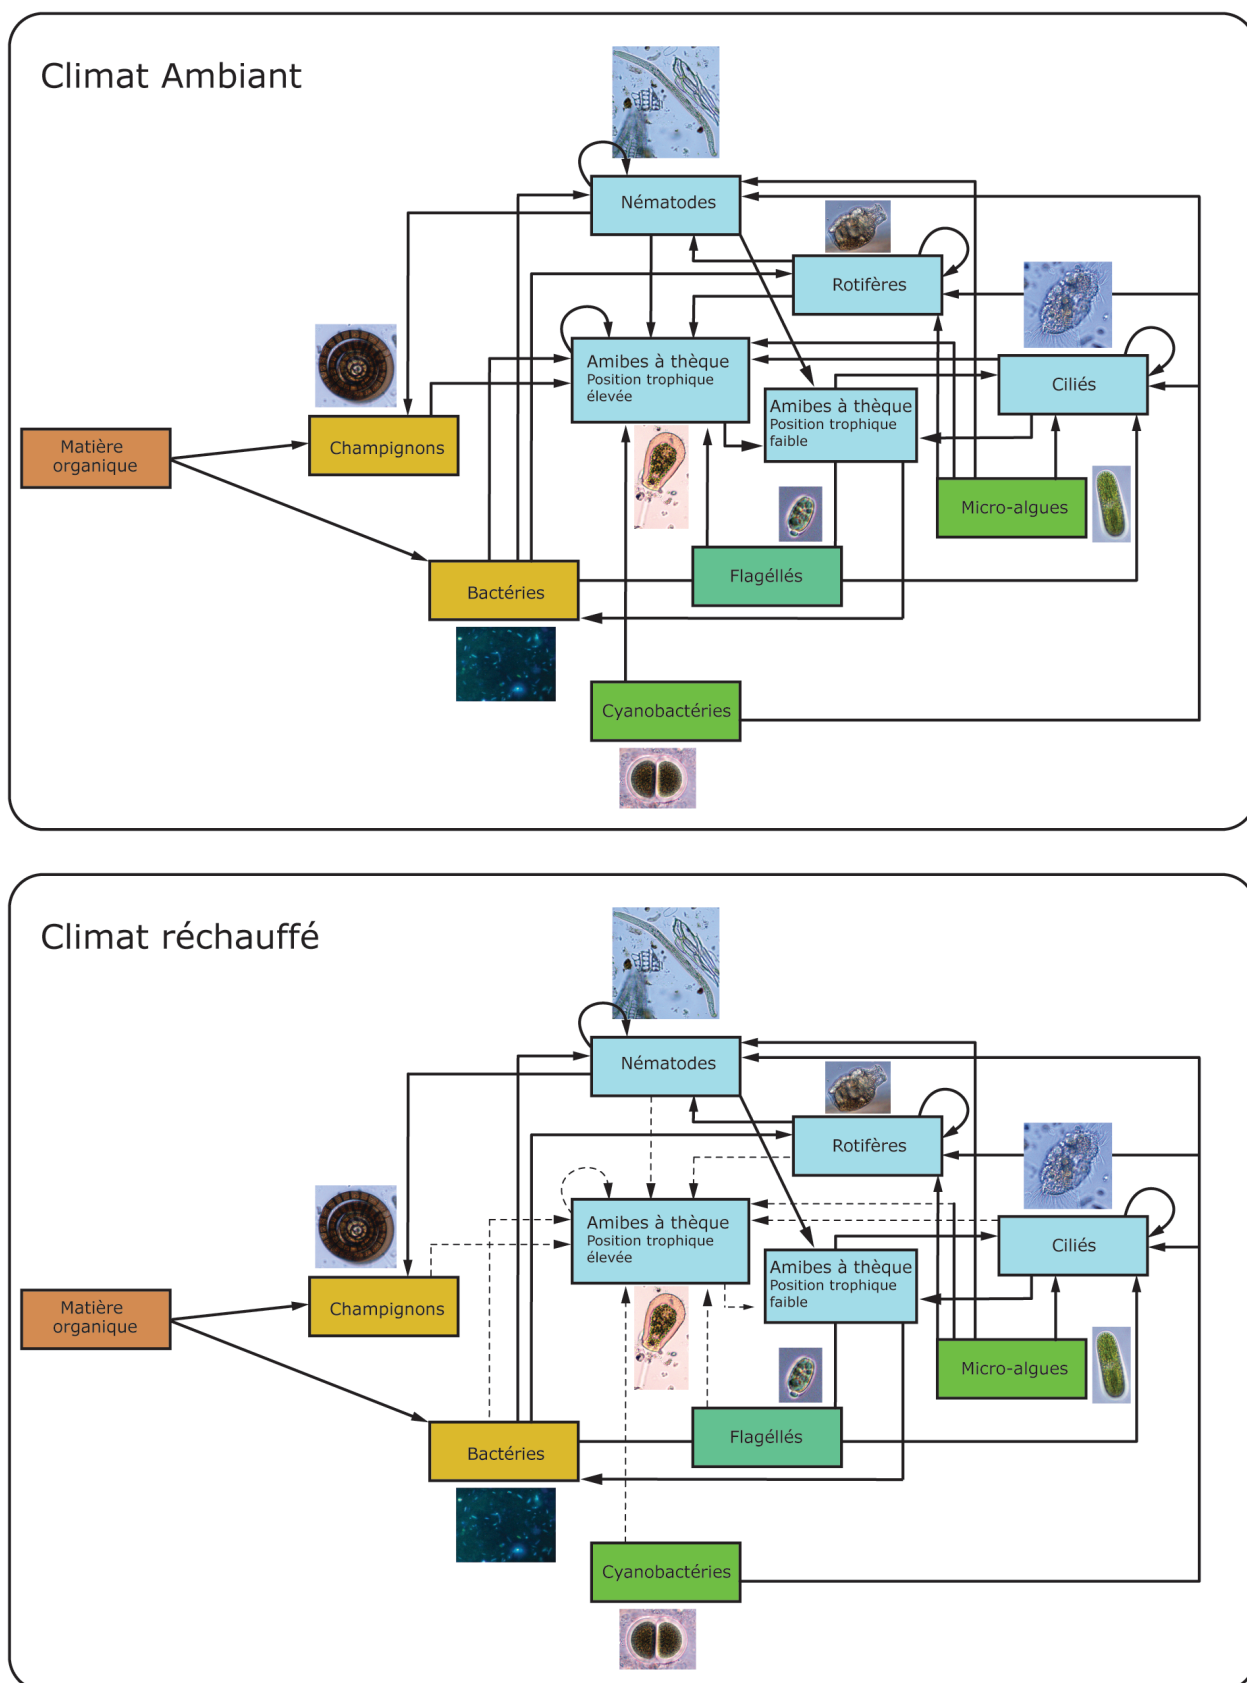 Climat Ambiant
Nématodes
Rotifères
Amibes à thèque
Position trophique
élevée
Ciliés
Amibes à thèque
Position trophique
faible
Matière
organique
Champignons
Micro-algues
Flagéllés
Bactéries
Cyanobactéries
Climat réchauffé
Nématodes
Rotifères
Amibes à thèque
Position trophique
élevée
Ciliés
Amibes à thèque
Position trophique
faible
Matière
organique
Champignons
Micro-algues
Flagéllés
Bactéries
Cyanobactéries